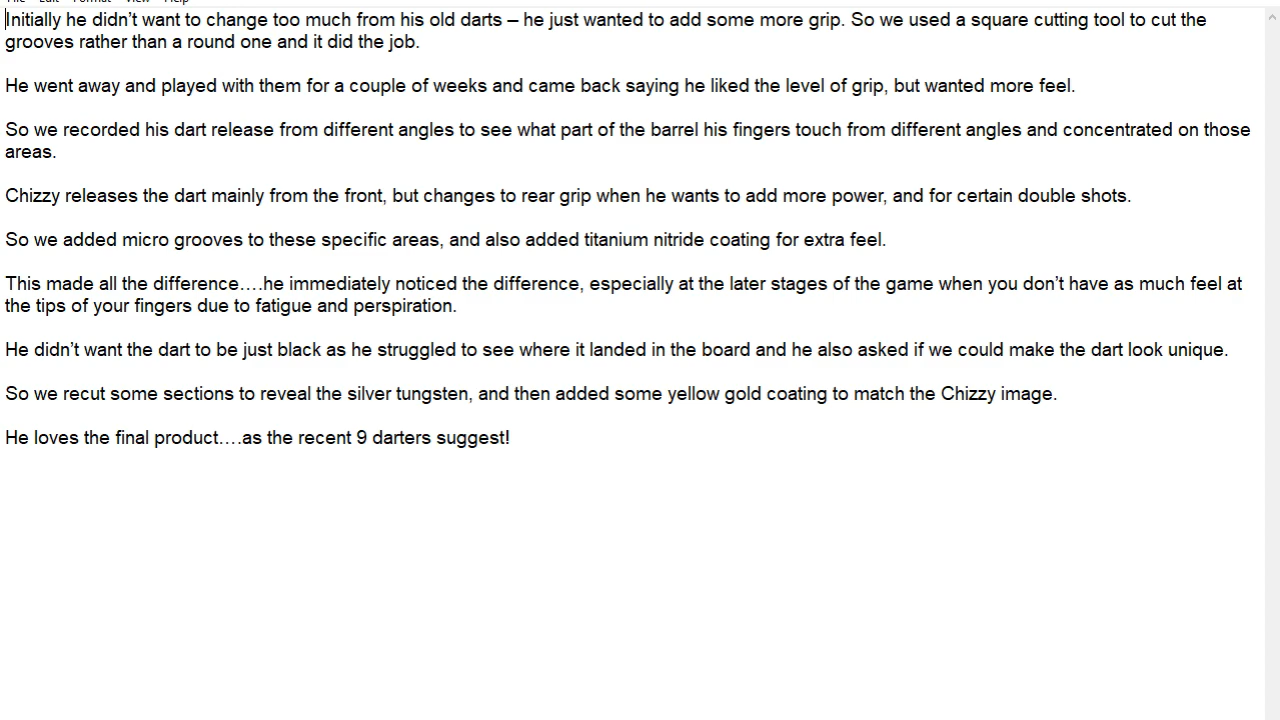 Initially he didn’t want to change too much from his old darts – he just wanted to add some more grip. So we used a square cutting tool to cut the
grooves rather than a round one and it did the job.
He went away and played with them for a couple of weeks and came back saying he liked the level of grip, but wanted more feel.
So we recorded his dart release from different angles to see what part of the barrel his fingers touch from different angles and concentrated on those
areas.
Chizzy releases the dart mainly from the front, but changes to rear grip when he wants to add more power, and for certain double shots.
So we added micro grooves to these specific areas, and also added titanium nitride coating for extra feel.
This made all the difference….he immediately noticed the difference, especially at the later stages of the game when you don’t have as much feel at
the tips of your fingers due to fatigue and perspiration.
He didn’t want the dart to be just black as he struggled to see where it landed in the board and he also asked if we could make the dart look unique.
So we recut some sections to reveal the silver tungsten, and then added some yellow gold coating to match the Chizzy image.
He loves the final product….as the recent 9 darters suggest!